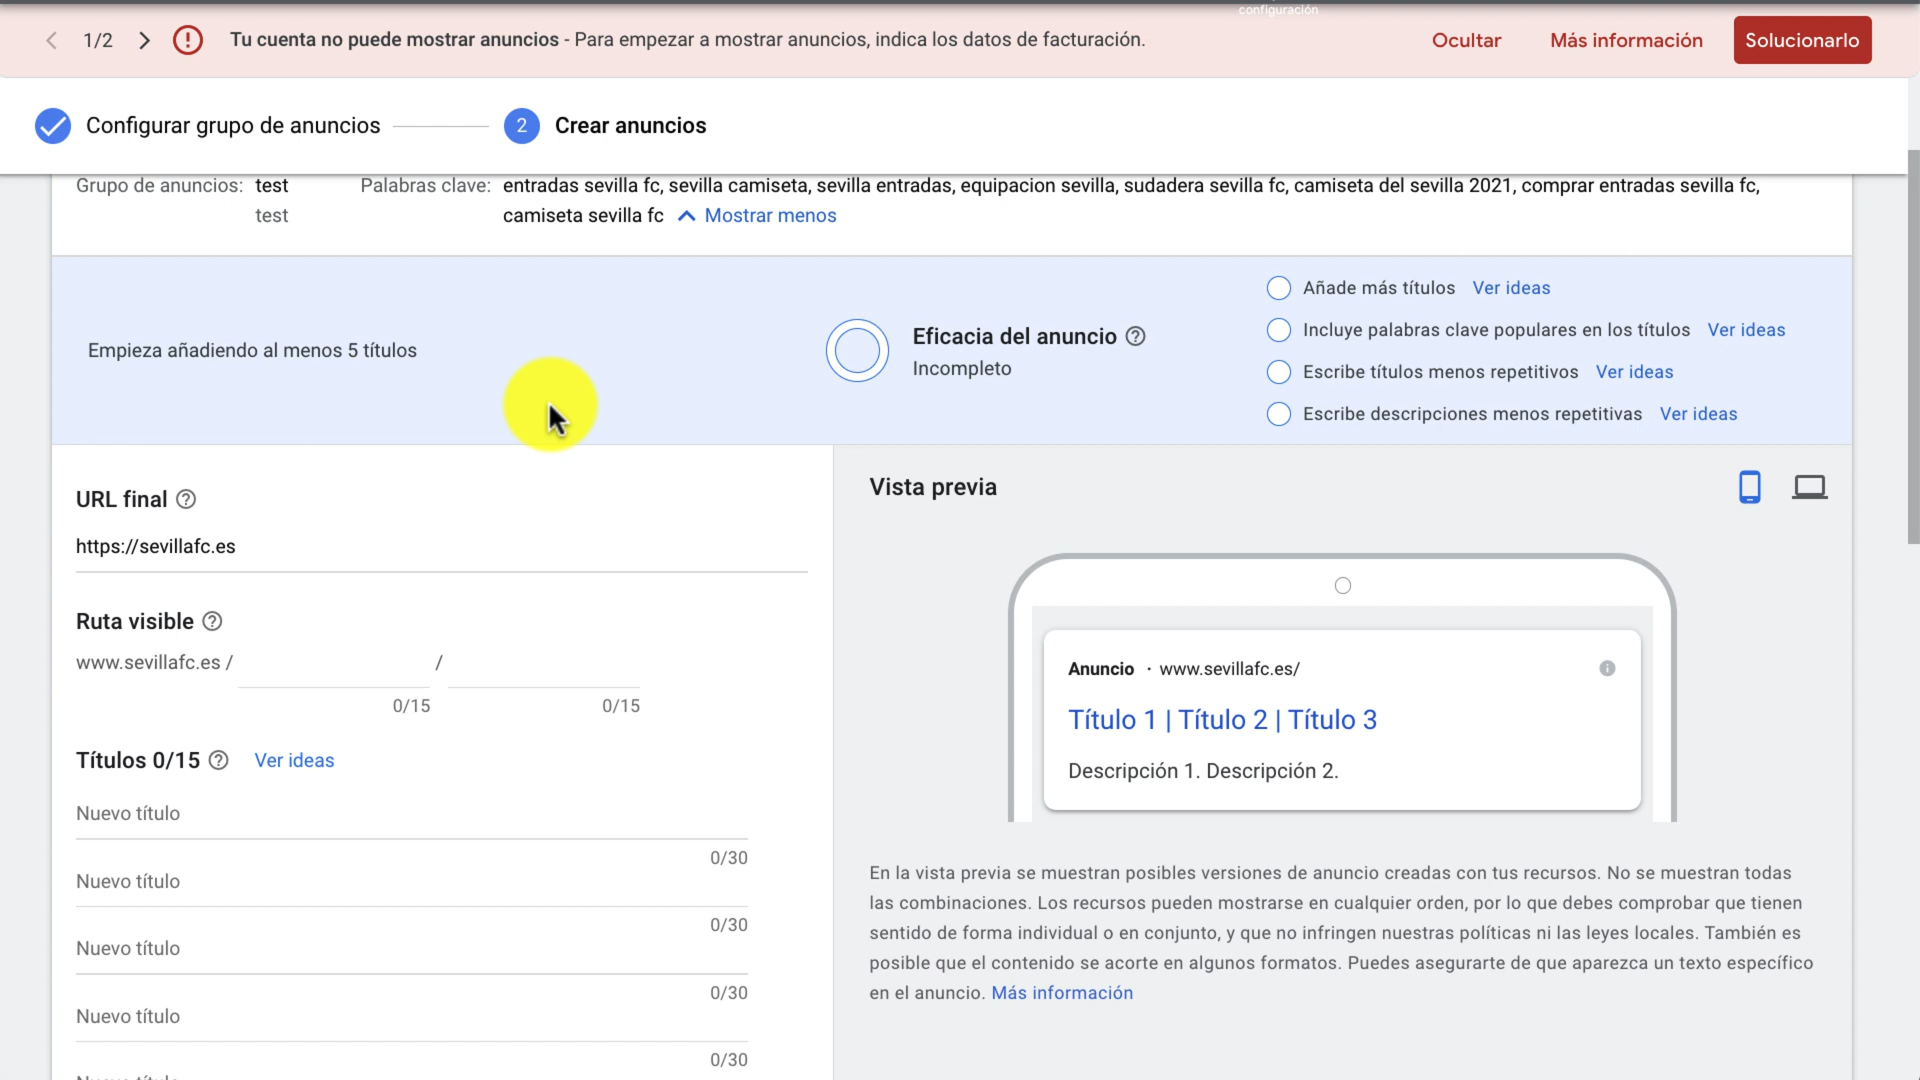 configuración
1/2 Tu cuenta no puede mostrar anuncios - Para empezar a mostrar anuncios, indica los datos de facturación. Ocultar Más información Solucionarlo
Configurar grupo de anuncios 2 Crear anuncios
Grupo de anuncios: test Palabras clave: entradas sevilla fc, sevilla camiseta, sevilla entradas, equipacion sevilla, sudadera sevilla fc, camiseta del sevilla 2021, comprar entradas sevilla fc,
test camiseta sevilla fc Mostrar menos
Empieza añadiendo al menos 5 títulos
Eficacia del anuncio
Incompleto
Añade más títulos Ver ideas
Incluye palabras clave populares en los títulos Ver ideas
Escribe títulos menos repetitivos Ver ideas
Escribe descripciones menos repetitivas Ver ideas
URL final
https://sevillafc.es
Ruta visible
www.sevillafc.es / /
0/15 0/15
Títulos 0/15 Ver ideas
Nuevo título
0/30
Nuevo título
0/30
Nuevo título
0/30
Nuevo título
0/30
Vista previa
Anuncio · www.sevillafc.es/
Título 1 | Título 2 | Título 3
Descripción 1. Descripción 2.
En la vista previa se muestran posibles versiones de anuncio creadas con tus recursos. No se muestran todas
las combinaciones. Los recursos pueden mostrarse en cualquier orden, por lo que debes comprobar que tienen
sentido de forma individual o en conjunto, y que no infringen nuestras políticas ni las leyes locales. También es
posible que el contenido se acorte en algunos formatos. Puedes asegurarte de que aparezca un texto específico
en el anuncio. Más información